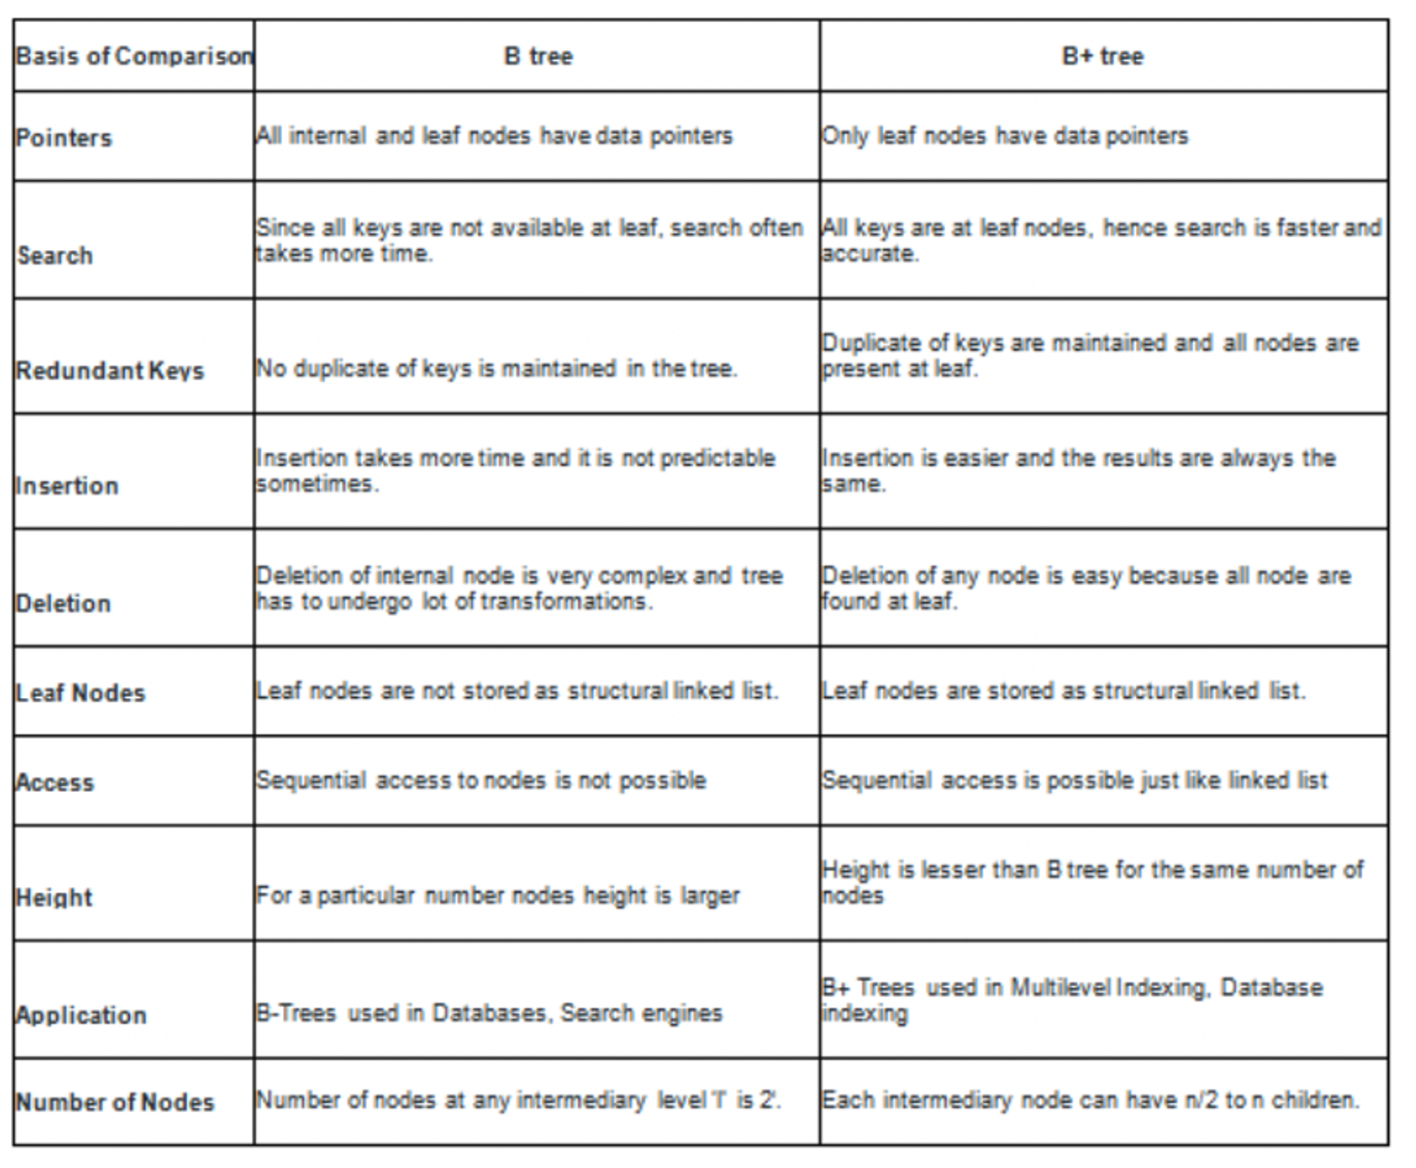 Basis of Comparison
B tree
B+ tree
Pointers
All internal and leaf nodes have data pointers
Only leaf nodes have data pointers
Search
Since all keys are not available at leaf, search often
takes more time.
All keys are at leaf nodes, hence search is faster and
accurate.
Redundant Keys
No duplicate of keys is maintained in the tree.
Duplicate of keys are maintained and all nodes are
present at leaf.
Insertion
Insertion takes more time and it is not predictable
sometimes.
Insertion is easier and the results are always the
same.
Deletion
Deletion of internal node is very complex and tree
has to undergo lot of transformations.
Deletion of any node is easy because all node are
found at leaf.
Leaf Nodes
Leaf nodes are not stored as structural linked list.
Leaf nodes are stored as structural linked list.
Access
Sequential access to nodes is not possible
Sequential access is possible just like linked list
Height
For a particular number nodes height is larger
Height is lesser than B tree for the same number of
nodes
Application
B-Trees used in Databases, Search engines
B+ Trees used in Multilevel Indexing, Database
indexing
Number of Nodes
Number of nodes at any intermediary level 'l' is 2<sup>l</sup>.
Each intermediary node can have n/2 to n children.